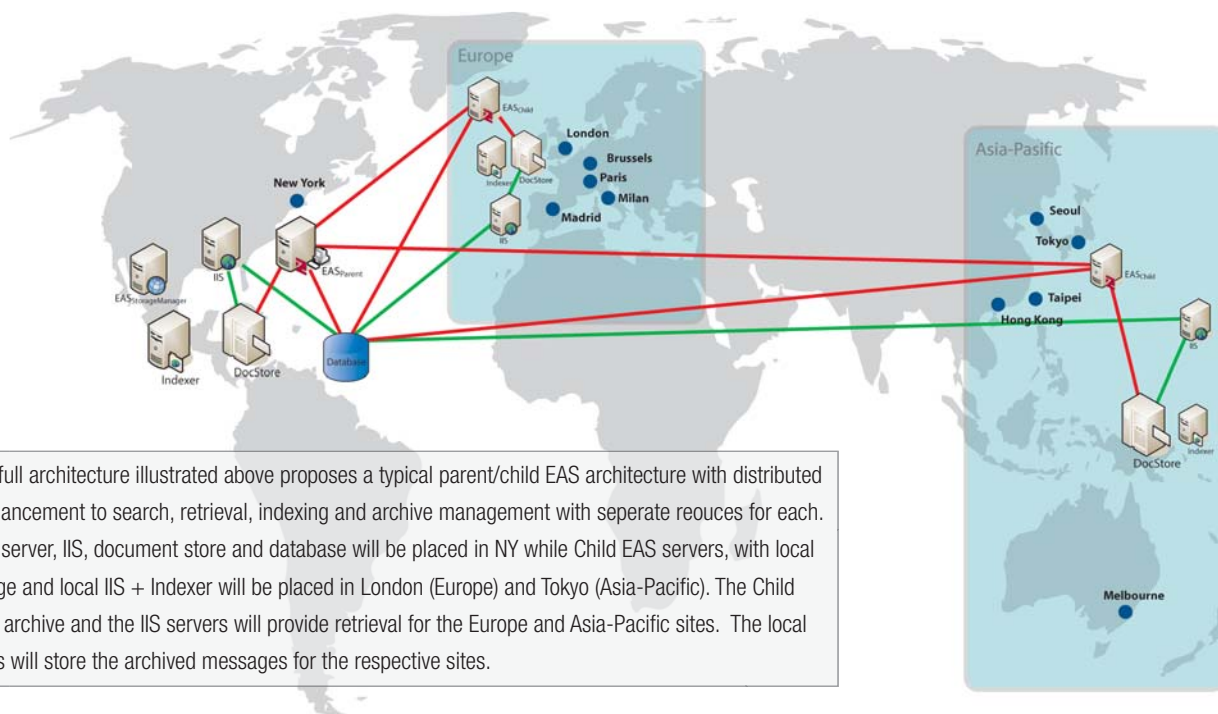 Europe
EASChild
London
Indexer
DocStore
Brussels
Paris
Milan
Madrid
IIS
New York
IIS
EASParent
EASStorageManager
Indexer
DocStore
Database
Asia-Pasific
Seoul
Tokyo
EASChild
Taipei
Hong Kong
IIS
DocStore
Indexer
Melbourne
full architecture illustrated above proposes a typical parent/child EAS architecture with distributed
ancement to search, retrieval, indexing and archive management with seperate reouces for each.
server, IIS, document store and database will be placed in NY while Child EAS servers, with local
ge and local IIS + Indexer will be placed in London (Europe) and Tokyo (Asia-Pacific). The Child
archive and the IIS servers will provide retrieval for the Europe and Asia-Pacific sites. The local
s will store the archived messages for the respective sites.